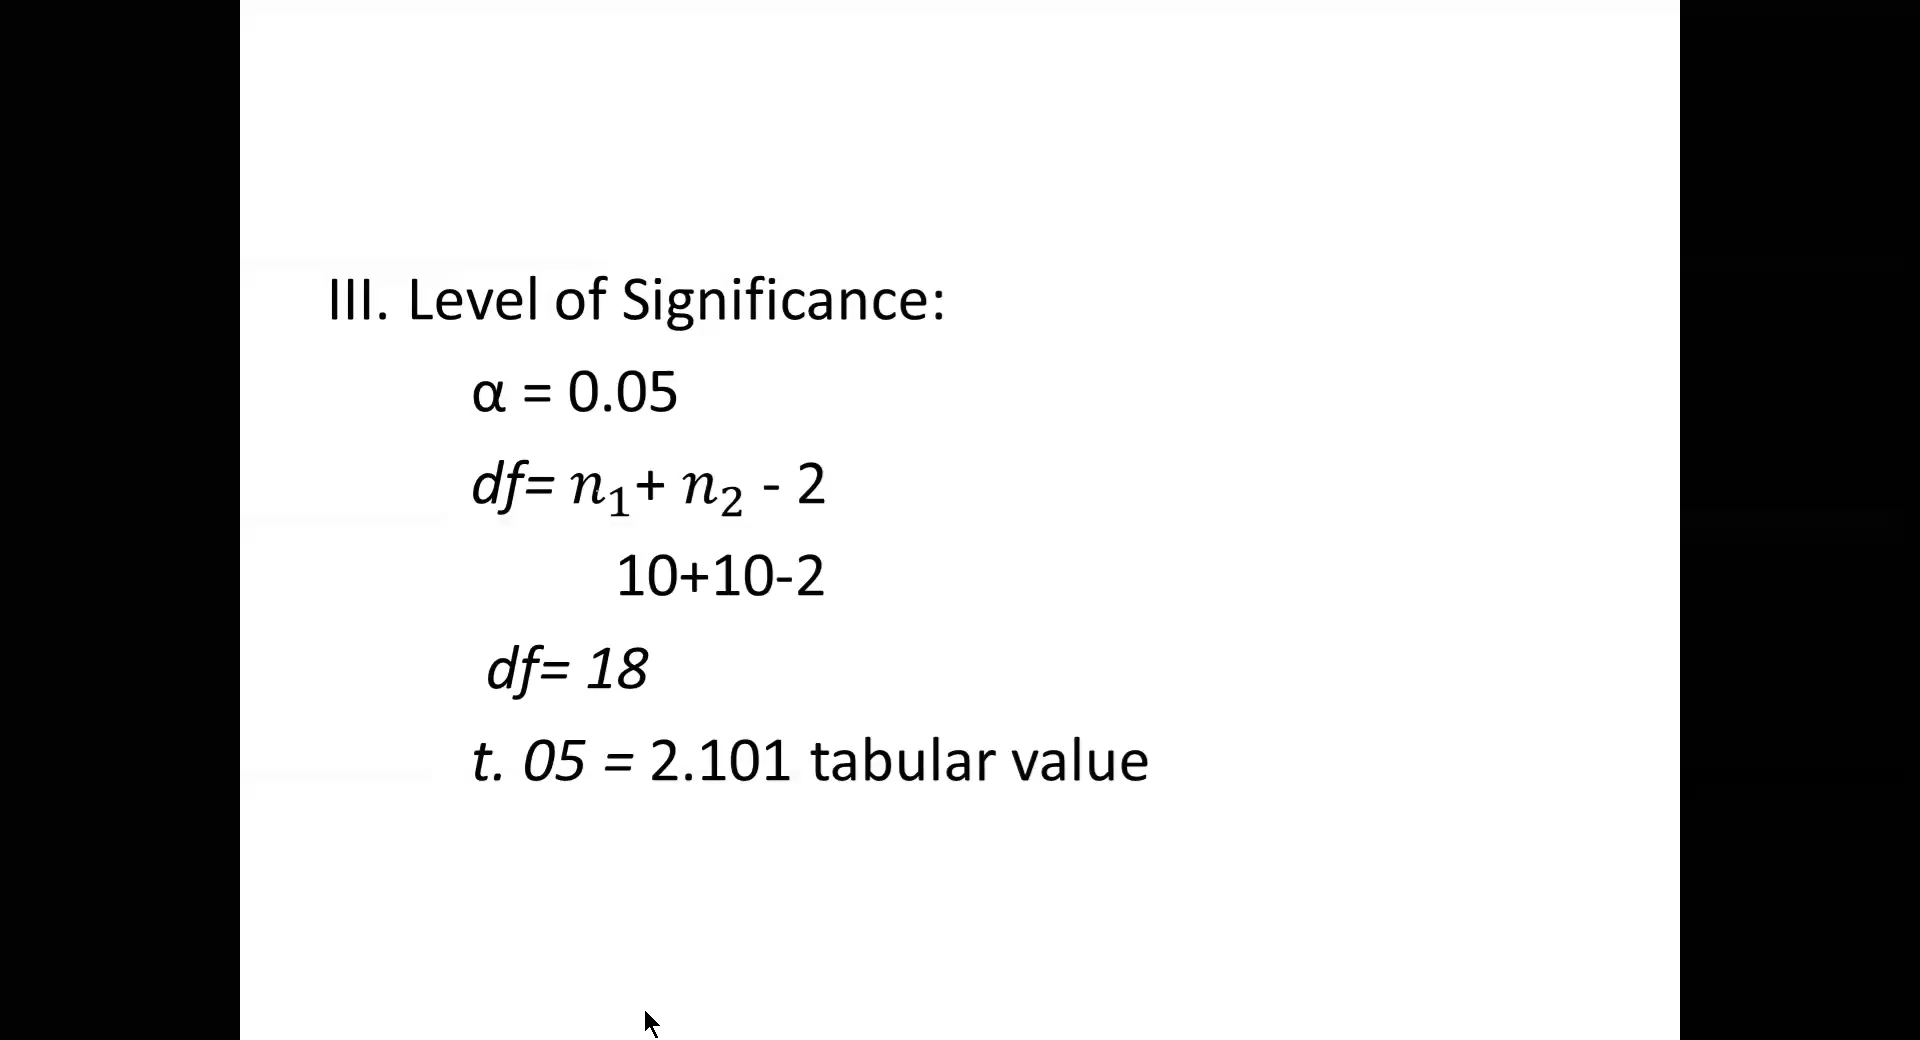 III. Level of Significance:
α = 0.05
df= n₁+ n₂ - 2
10+10-2
df= 18
t. 05 = 2.101 tabular value